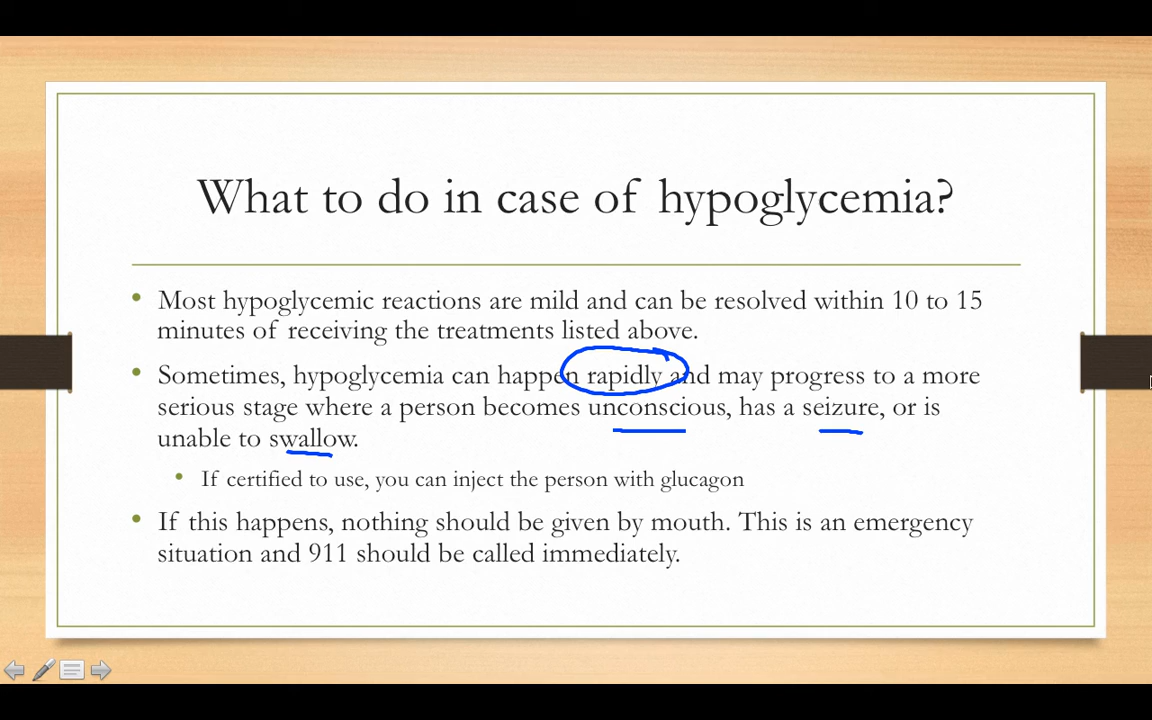 What to do in case of hypoglycemia?
• Most hypoglycemic reactions are mild and can be resolved within 10 to 15
minutes of receiving the treatments listed above.
• Sometimes, hypoglycemia can happen rapidly and may progress to a more
serious stage where a person becomes unconscious, has a seizure, or is
unable to swallow.
• If certified to use, you can inject the person with glucagon
• If this happens, nothing should be given by mouth. This is an emergency
situation and 911 should be called immediately.